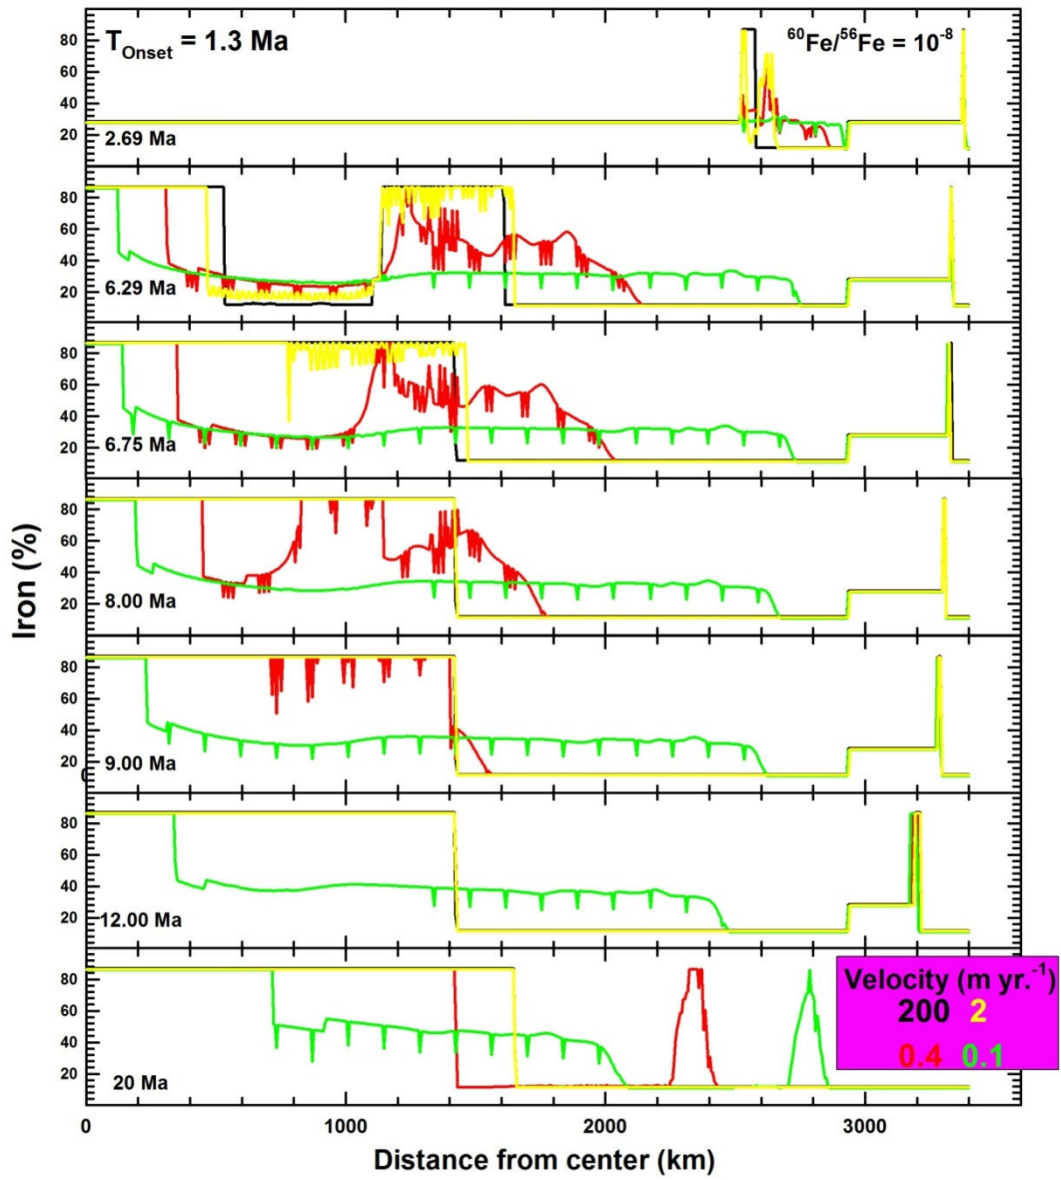 T_Onset = 1.3 Ma
⁶⁰Fe/⁵⁶Fe = 10⁻⁸
80
60
40
20
2.69 Ma
80
60
40
20
6.29 Ma
80
60
40
20
6.75 Ma
80
60
40
20
8.00 Ma
80
60
40
20
0
9.00 Ma
80
60
40
20
12.00 Ma
80
60
40
20
20 Ma
Velocity (m yr.⁻¹)
200 2
0.4 0.1
0 1000 2000 3000
Distance from center (km)
Iron (%)